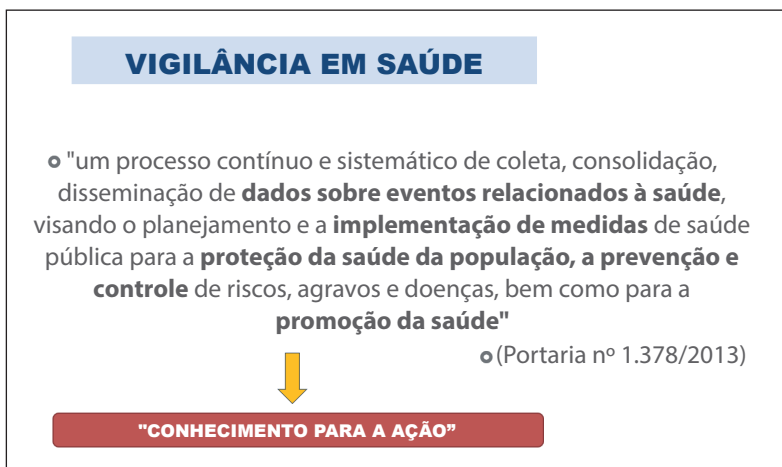 VIGILÂNCIA EM SAÚDE
"um processo contínuo e sistemático de coleta, consolidação,
disseminação de dados sobre eventos relacionados à saúde,
visando o planejamento e a implementação de medidas de saúde
pública para a proteção da saúde da população, a prevenção e
controle de riscos, agravos e doenças, bem como para a
promoção da saúde"
(Portaria nº 1.378/2013)
"CONHECIMENTO PARA A AÇÃO”